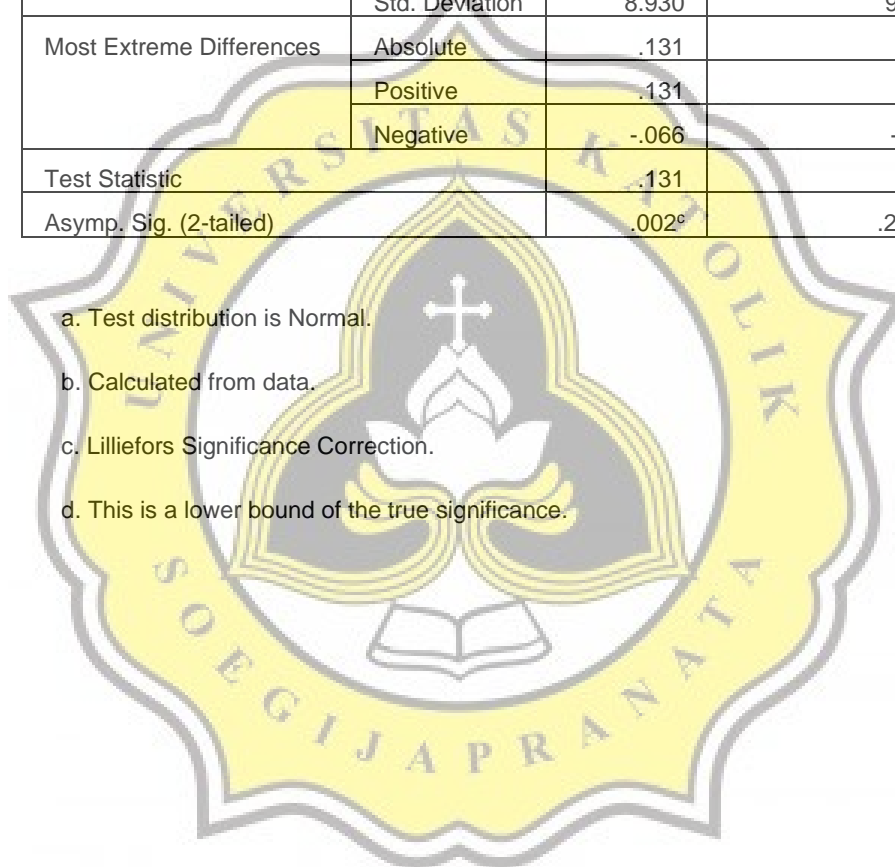 Std. Deviation 8.930 9
Most Extreme Differences Absolute .131
Positive .131
Negative -.066 -
Test Statistic .131
Asymp. Sig. (2-tailed) .002ᶜ .2
a. Test distribution is Normal.
b. Calculated from data.
c. Lilliefors Significance Correction.
d. This is a lower bound of the true significance.
UNIVERSITAS KATOLIK
SOEGIJAPRANATA